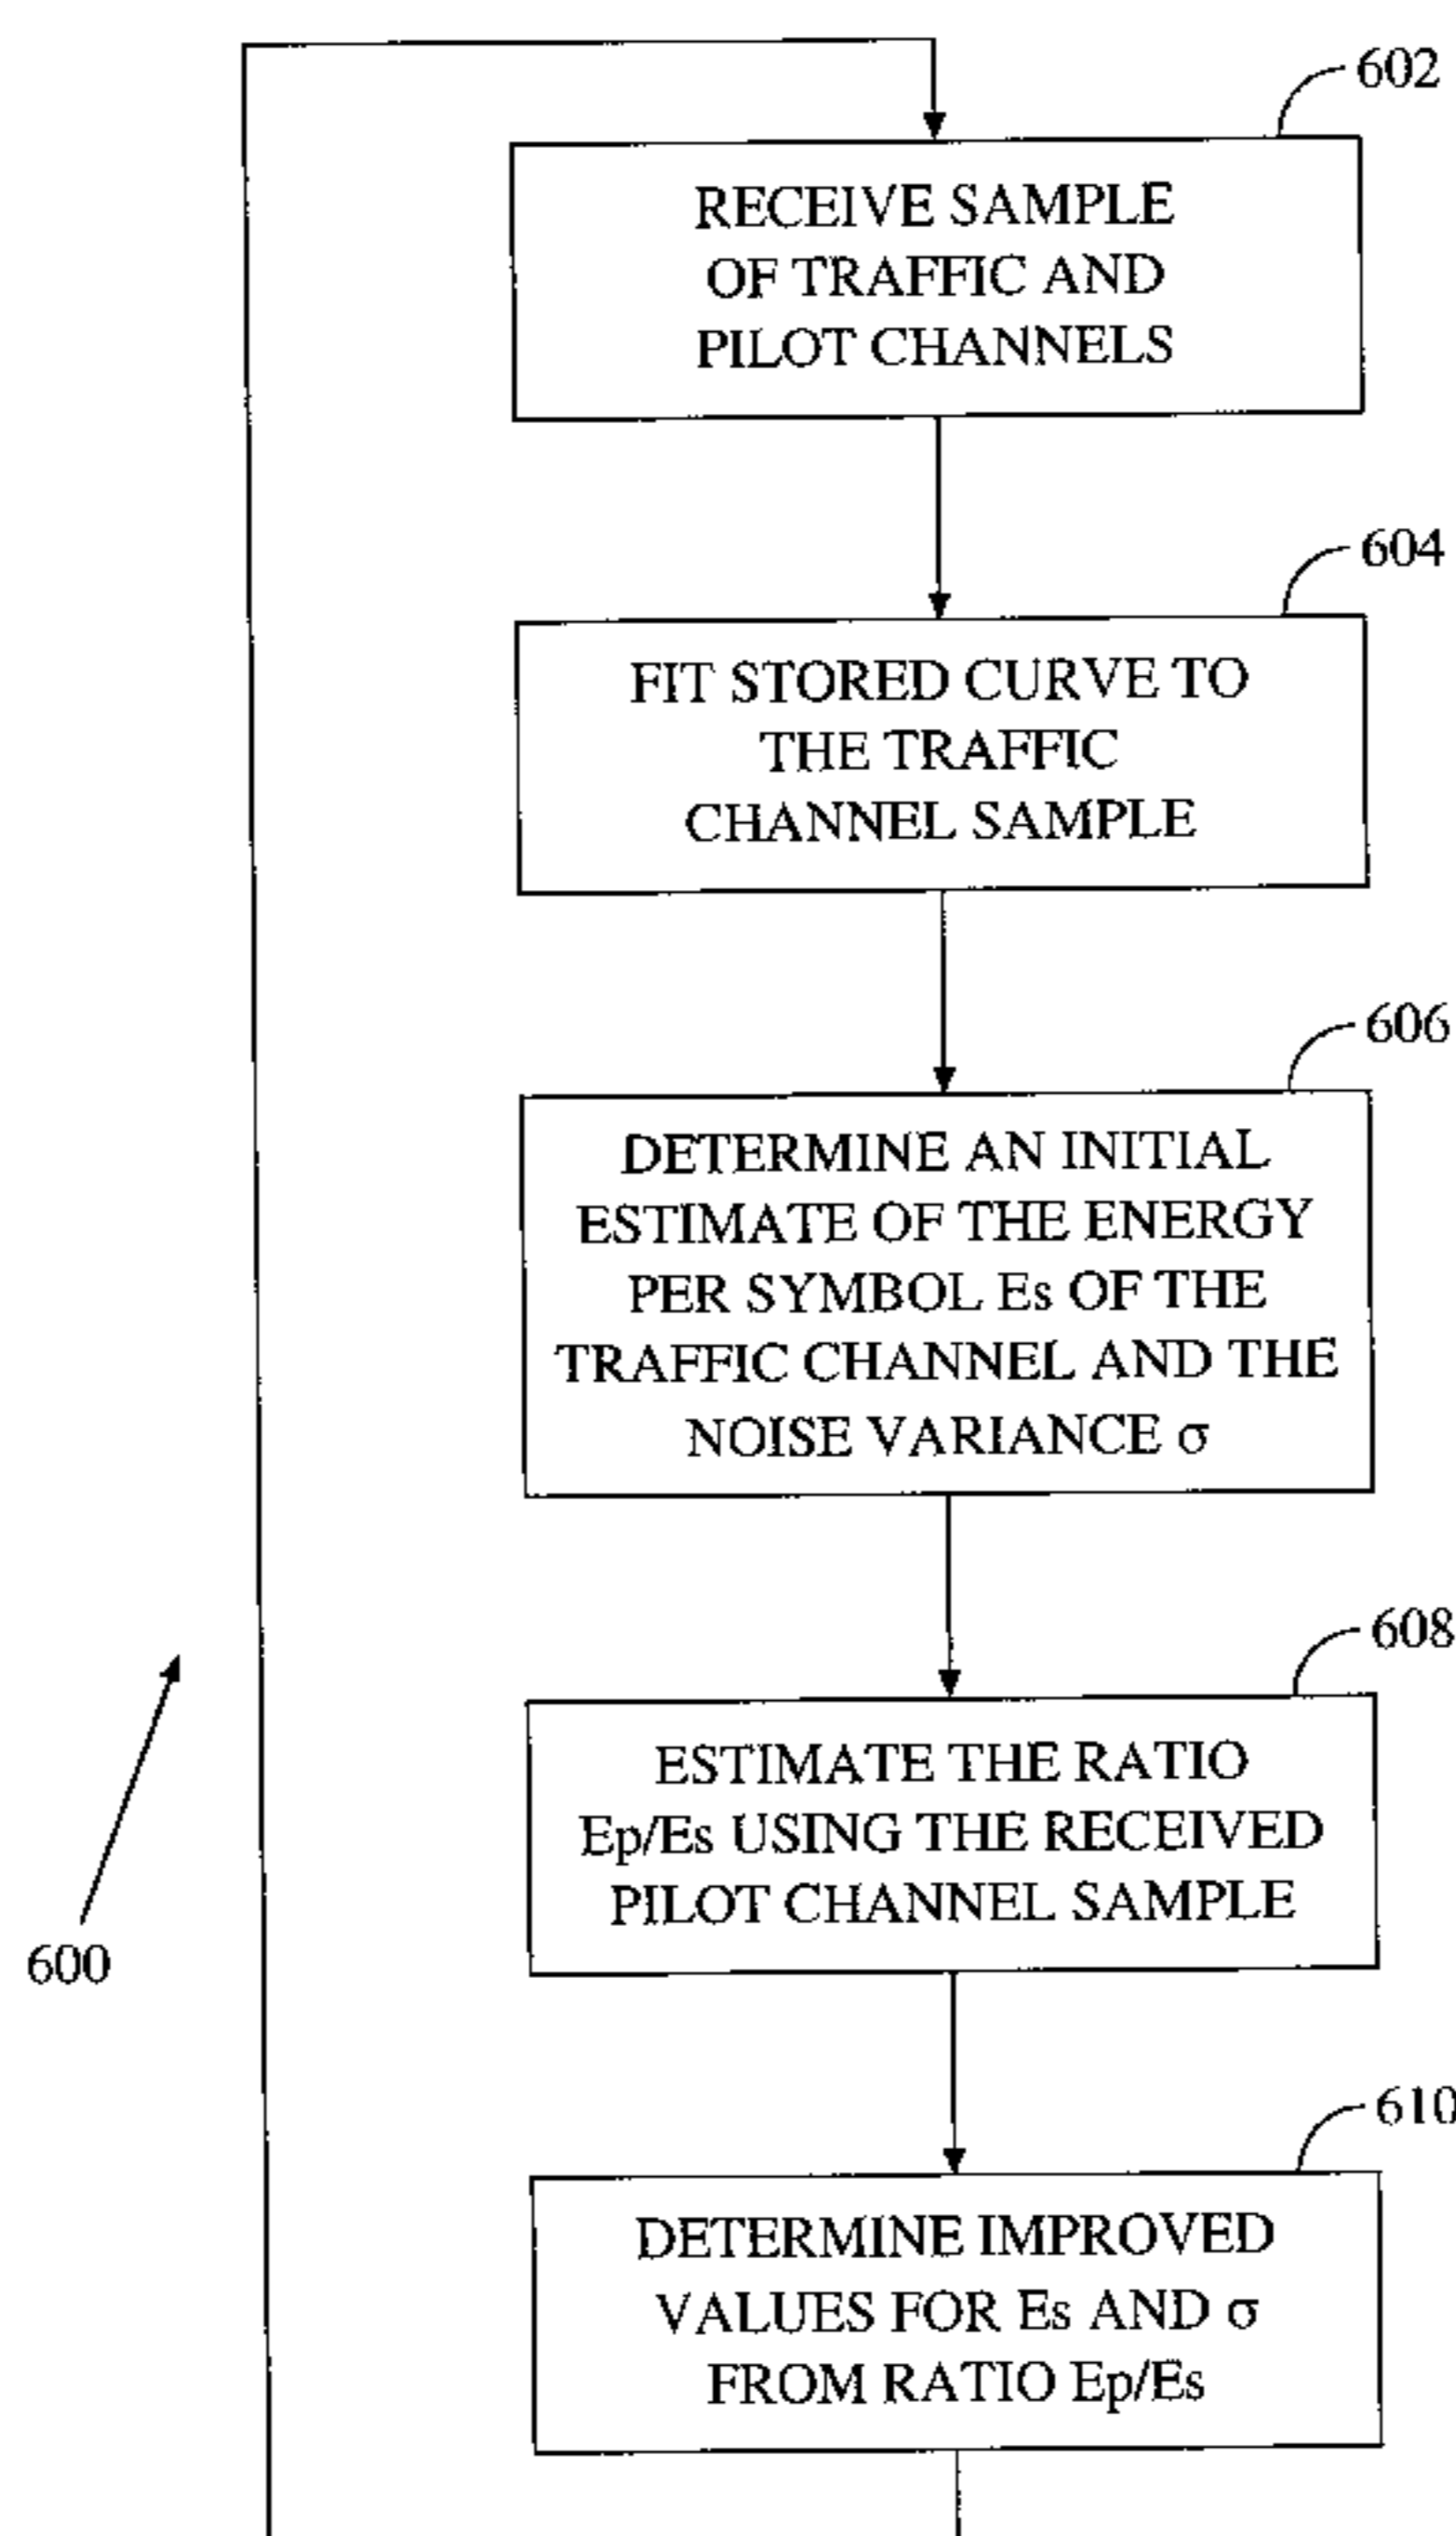 602
RECEIVE SAMPLE
OF TRAFFIC AND
PILOT CHANNELS
604
FIT STORED CURVE TO
THE TRAFFIC
CHANNEL SAMPLE
606
DETERMINE AN INITIAL
ESTIMATE OF THE ENERGY
PER SYMBOL Es OF THE
TRAFFIC CHANNEL AND THE
NOISE VARIANCE σ
608
ESTIMATE THE RATIO
Ep/Es USING THE RECEIVED
PILOT CHANNEL SAMPLE
600
610
DETERMINE IMPROVED
VALUES FOR Es AND σ
FROM RATIO Ep/Es